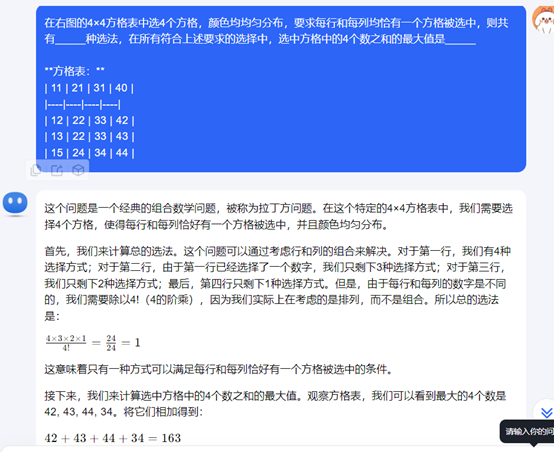 在右图的4×4方格表中选4个方格，颜色均均匀分布，要求每行和每列均恰有一个方格被选中，则共
有______种选法，在所有符合上述要求的选择中，选中方格中的4个数之和的最大值是______
**方格表：**
| 11 | 21 | 31 | 40 |
|----|----|----|----|
| 12 | 22 | 33 | 42 |
| 13 | 22 | 33 | 43 |
| 15 | 24 | 34 | 44 |
这个问题是一个经典的组合数学问题，被称为拉丁方问题。在这个特定的4×4方格表中，我们需要选
择4个方格，使得每行和每列恰好有一个方格被选中，并且颜色均匀分布。
首先，我们来计算总的选法。这个问题可以通过考虑行和列的组合来解决。对于第一行，我们有4种
选择方式；对于第二行，由于第一行已经选择了一个数字，我们只剩下3种选择方式；对于第三行，
我们只剩下2种选择方式；最后，第四行只剩下1种选择方式。但是，由于每行和每列的数字是不同
的，我们需要除以4!（4的阶乘），因为我们实际上在考虑的是排列，而不是组合。所以总的选法
是：
4×3×2×1/4! = 24/24 = 1
这意味着只有一种方式可以满足每行和每列恰好有一个方格被选中的条件。
接下来，我们来计算选中方格中的4个数之和的最大值。观察方格表，我们可以看到最大的4个数是
42, 43, 44, 34。将它们相加得到：
42 + 43 + 44 + 34 = 163
请输入你的问